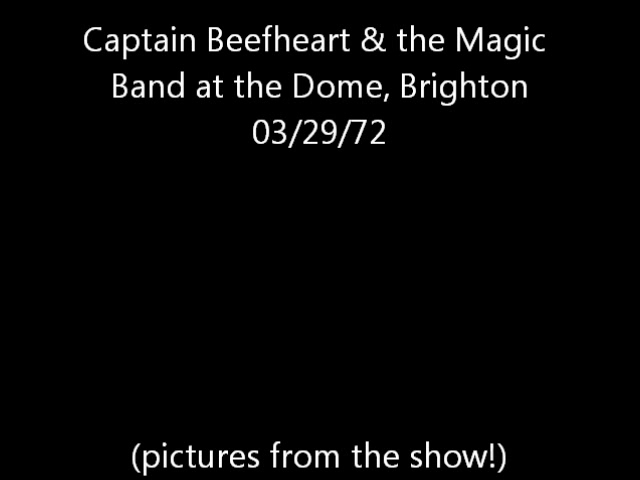 Captain Beefheart & the Magic
Band at the Dome, Brighton
03/29/72
(pictures from the show!)